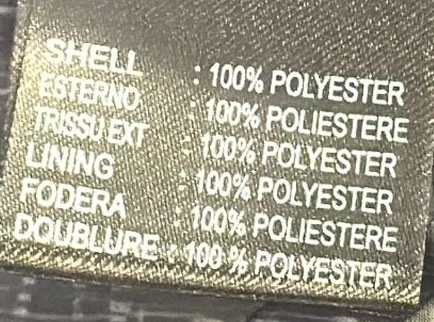 SHELL : 100% POLYESTER
ESTERNO : 100% POLIESTERE
TRISSU EXT : 100% POLYESTER
LINING : 100% POLYESTER
FODERA : 100% POLIESTERE
DOUBLURE : 100 % POLYESTER